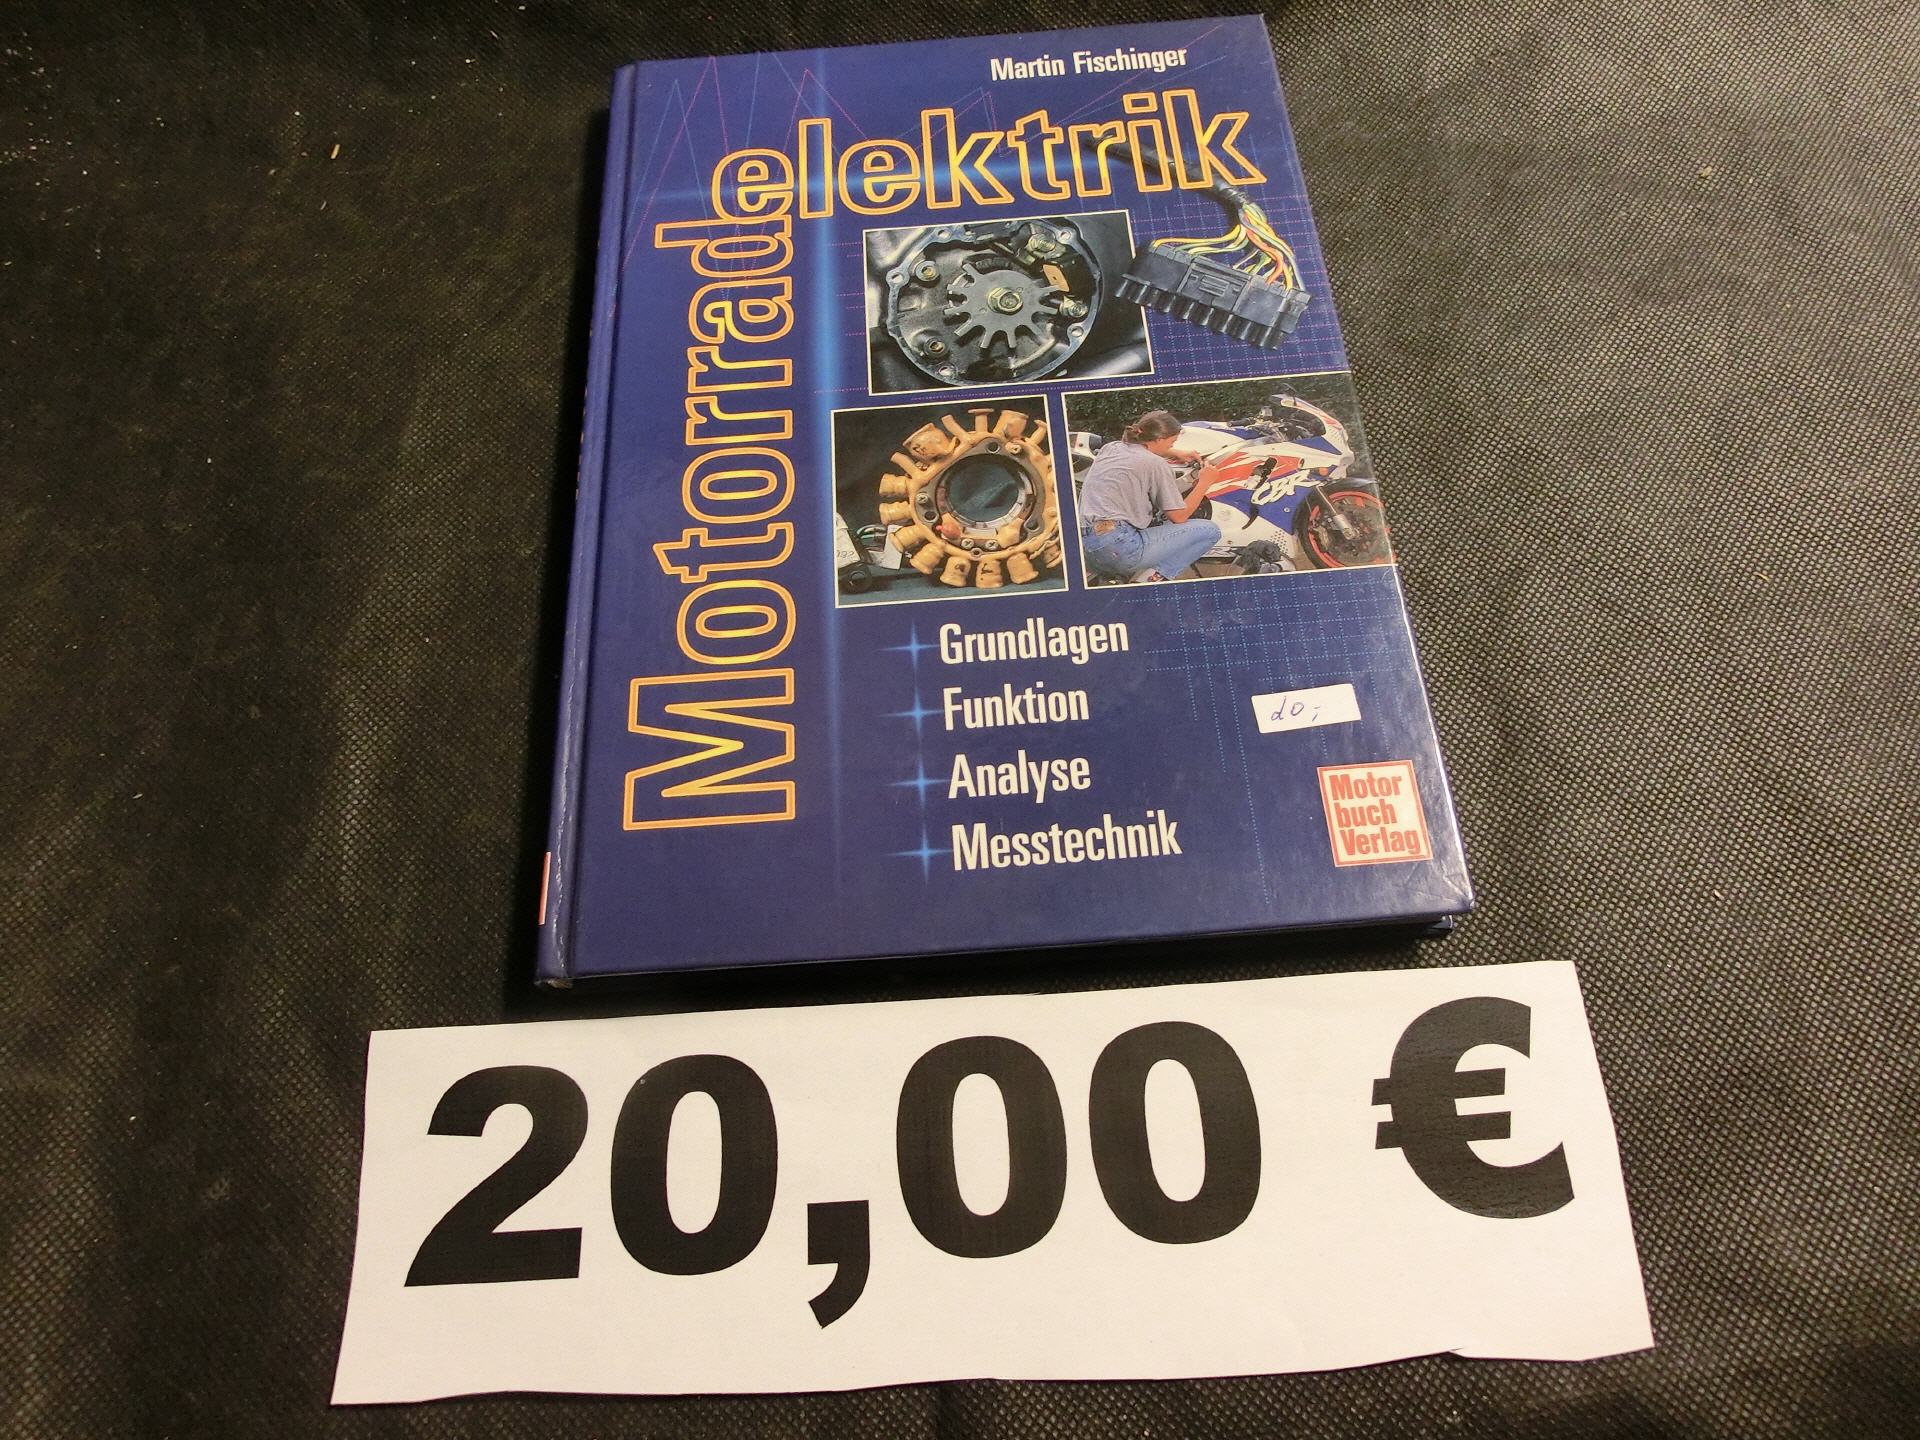 Martin Fischinger
Motorradelektrik
CBR
Grundlagen
Funktion
Analyse
Messtechnik
20,-
Motor
buch
Verlag
20,00 €